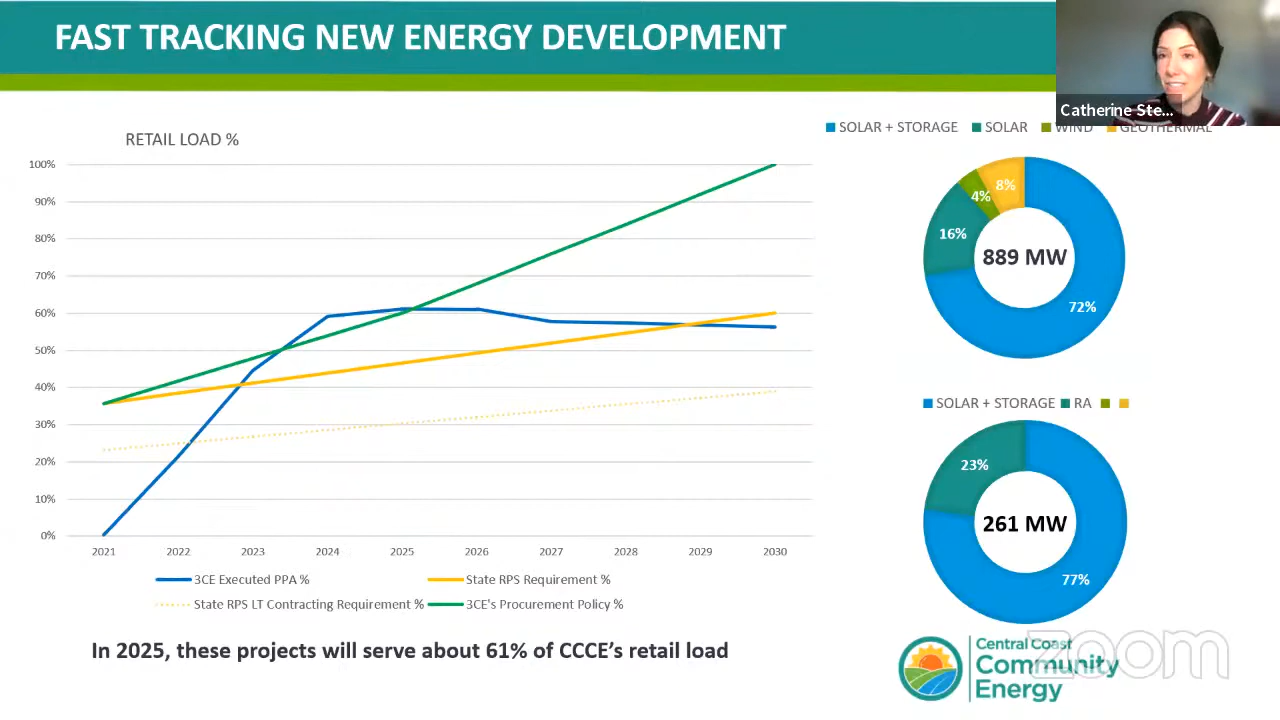 FAST TRACKING NEW ENERGY DEVELOPMENT
Catherine Ste...
RETAIL LOAD %
SOLAR + STORAGE SOLAR WIND GEOTHERMAL
100%
90%
80%
70%
60%
50%
40%
30%
20%
10%
0%
2021 2022 2023 2024 2025 2026 2027 2028 2029 2030
3CE Executed PPA % State RPS Requirement %
State RPS LT Contracting Requirement % 3CE's Procurement Policy %
8%
4%
16%
889 MW
72%
SOLAR + STORAGE RA
23%
261 MW
77%
In 2025, these projects will serve about 61% of CCCE’s retail load
Central Coast
Community
Energy
zoom